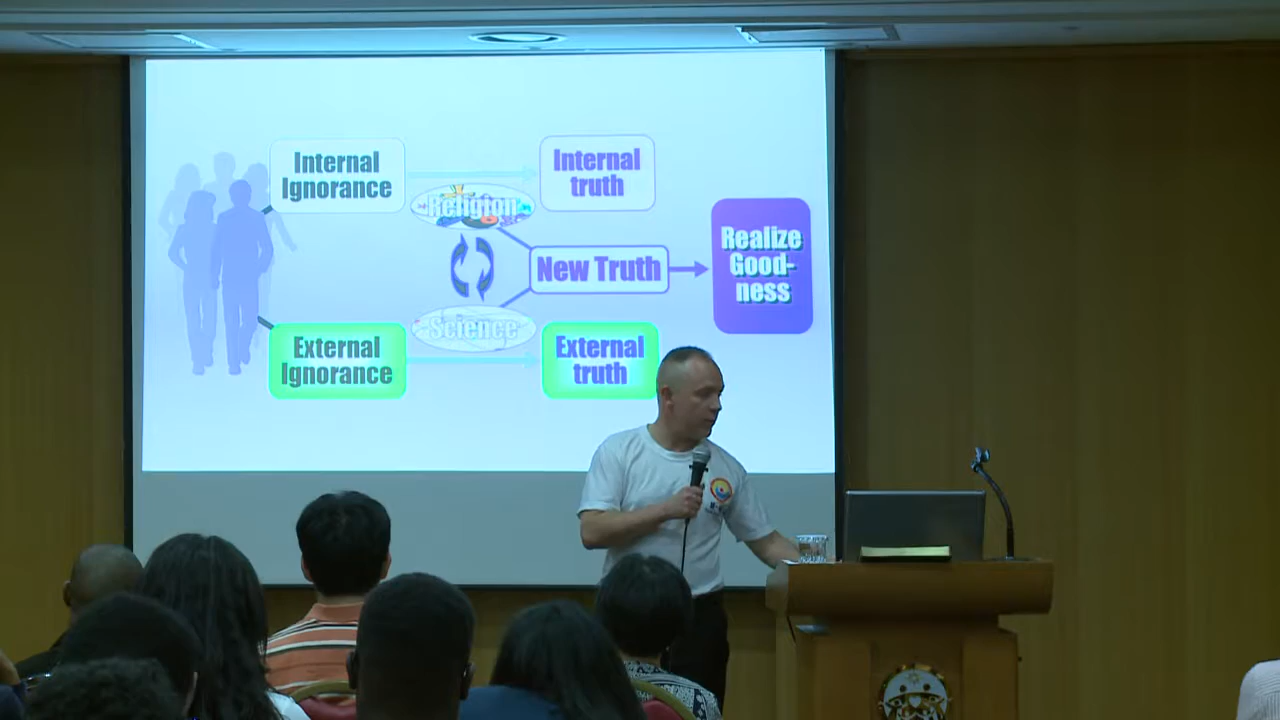 Internal
Ignorance
Internal
truth
Religion
Realize
Good-
ness
New Truth
Science
External
Ignorance
External
truth